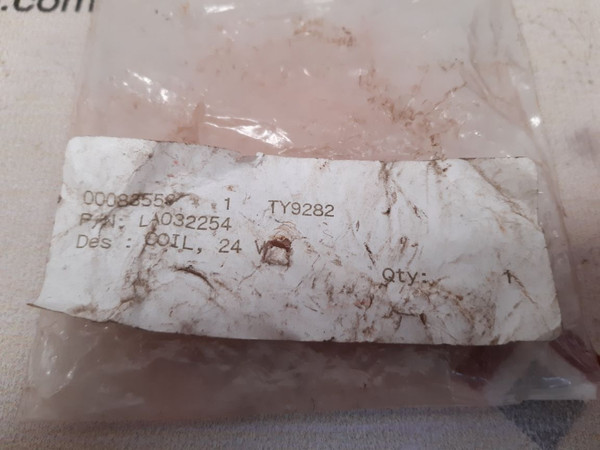 .com
1 TY9282
P/N: LA032254
Des : COIL, 24
Qty: 1